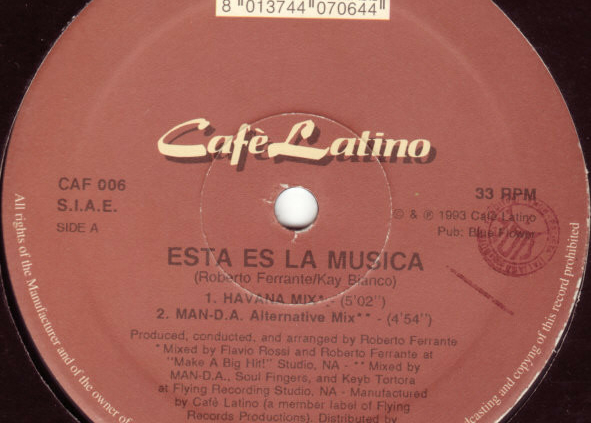 8 013744 070644
Cafè Latino
CAF 006
S.I.A.E.
SIDE A
33 RPM
© & ℗ 1993 Cafè Latino
Pub: Blue Flower
ESTA ES LA MUSICA
(Roberto Ferrante/Kay Bianco)
1. HAVANA MIX* - (5'02'')
2. MAN-D.A. Alternative Mix** - (4'54'')
Produced, conducted, and arranged by Roberto Ferrante
* Mixed by Flavio Rossi and Roberto Ferrante at
"Make A Big Hit!" Studio, NA - ** Mixed by
MAN-D.A., Soul Fingers, and Keyb Tortora
at Flying Recording Studio, NA - Manufactured
by Cafè Latino (a member label of Flying
Records Productions). Distributed by
All rights of the Manufacturer and of the owner of
casting and copying of this record prohibited